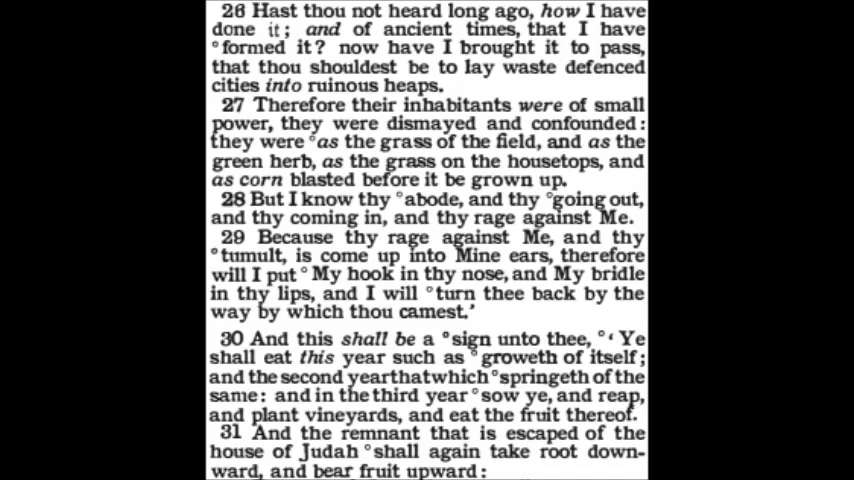 26 Hast thou not heard long ago, how I have
done it; and of ancient times, that I have
°formed it? now have I brought it to pass,
that thou shouldest be to lay waste defenced
cities into ruinous heaps.
27 Therefore their inhabitants were of small
power, they were dismayed and confounded:
they were °as the grass of the field, and as the
green herb, as the grass on the housetops, and
as corn blasted before it be grown up.
28 But I know thy °abode, and thy °going out,
and thy coming in, and thy rage against Me.
29 Because thy rage against Me, and thy
°tumult, is come up into Mine ears, therefore
will I put °My hook in thy nose, and My bridle
in thy lips, and I will °turn thee back by the
way by which thou camest.'
30 And this shall be a °sign unto thee, °‘Ye
shall eat this year such as °groweth of itself;
and the second year that which °springeth of the
same: and in the third year °sow ye, and reap,
and plant vineyards, and eat the fruit thereof.
31 And the remnant that is escaped of the
house of Judah °shall again take root down-
ward, and bear fruit upward: